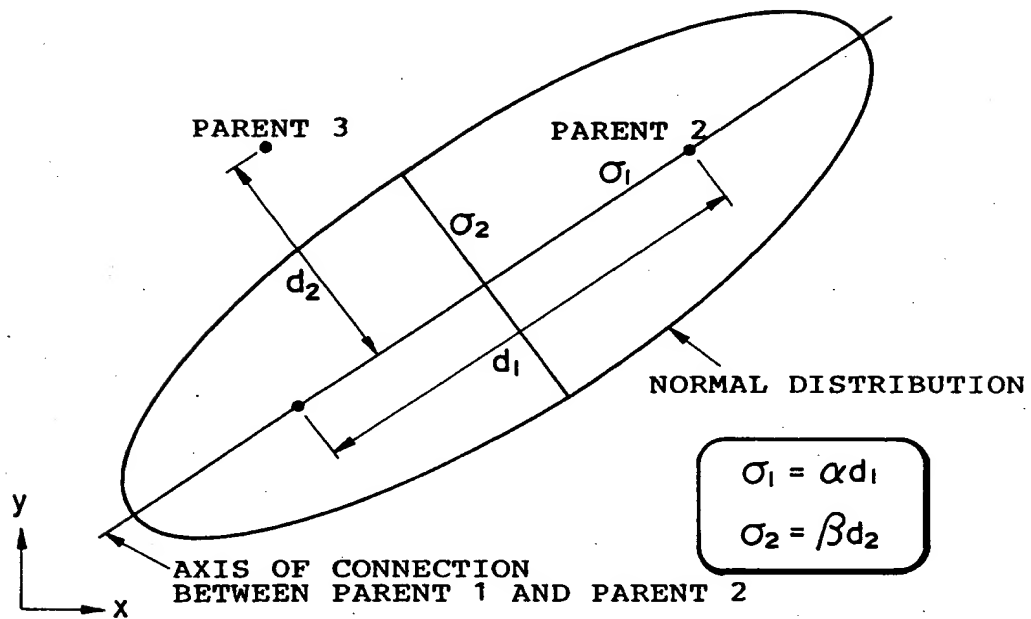 PARENT 3
PARENT 2
σ₁
σ₂
d₂
d₁
NORMAL DISTRIBUTION
σ₁ = αd₁
σ₂ = βd₂
y
x
AXIS OF CONNECTION
BETWEEN PARENT 1 AND PARENT 2